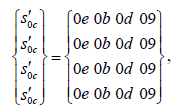 s′0c = 0e 0b 0d 09
s′0c   0e 0b 0d 09
s′0c   0e 0b 0d 09
s′0c   0e 0b 0d 09 ,